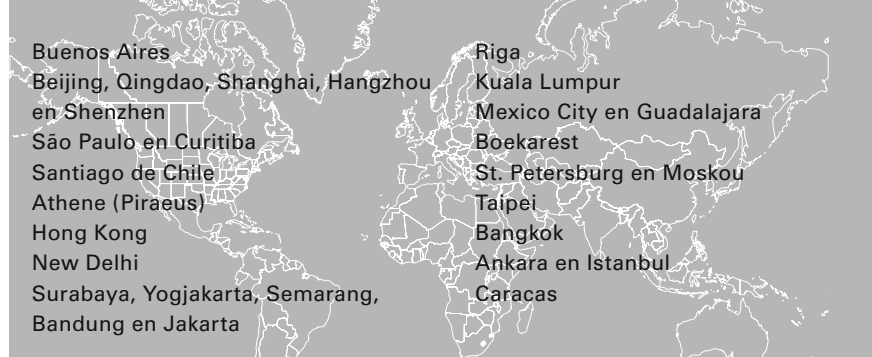 Buenos Aires
Beijing, Qingdao, Shanghai, Hangzhou
en Shenzhen
São Paulo en Curitiba
Santiago de Chile
Athene (Piraeus)
Hong Kong
New Delhi
Surabaya, Yogjakarta, Semarang,
Bandung en Jakarta
Riga
Kuala Lumpur
Mexico City en Guadalajara
Boekarest
St. Petersburg en Moskou
Taipei
Bangkok
Ankara en Istanbul
Caracas